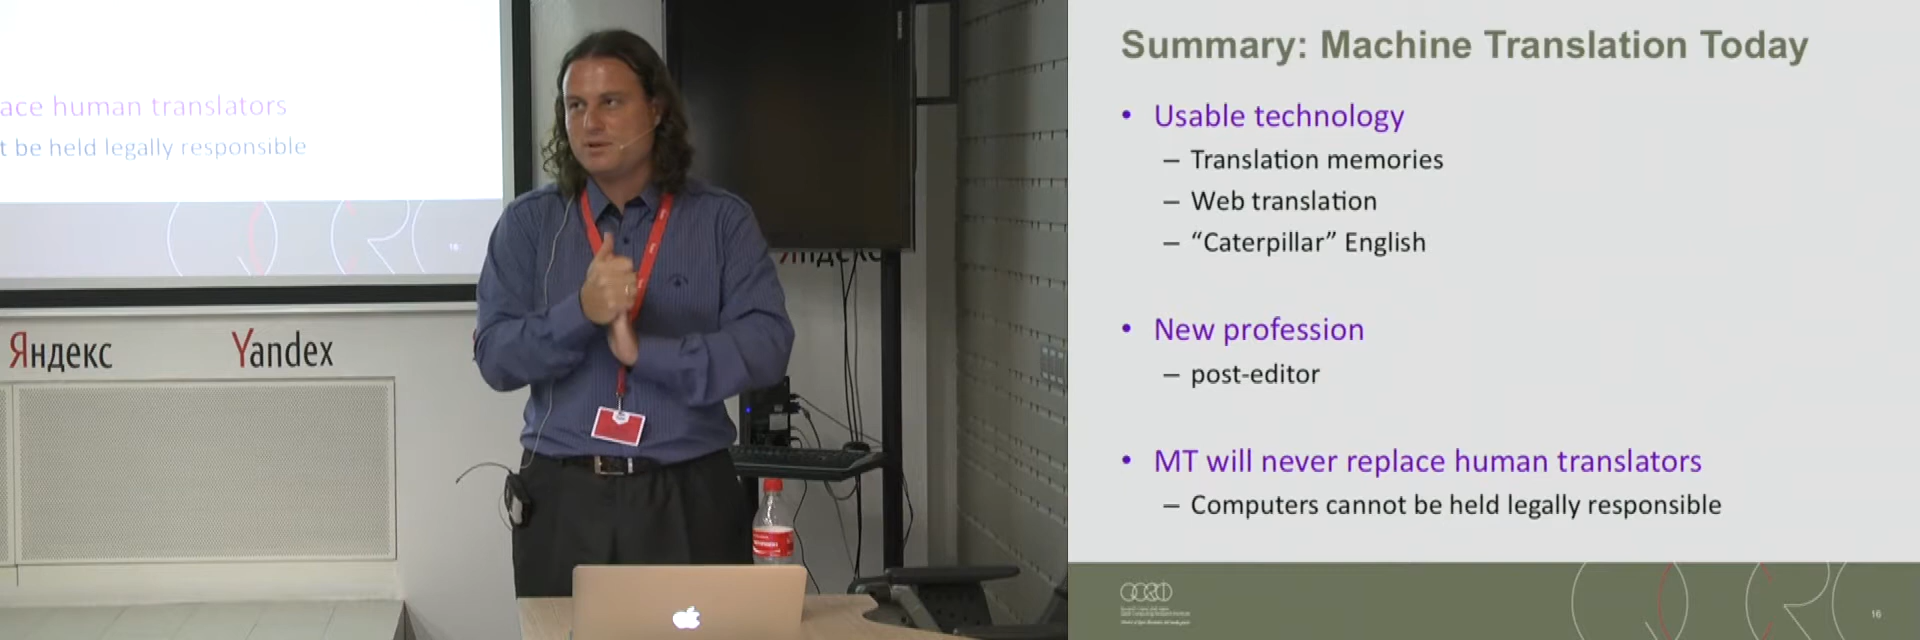 ace human translators
t be held legally responsible
16
Яндекс
Yandex
Яндекс
Summary: Machine Translation Today
• Usable technology
– Translation memories
– Web translation
– “Caterpillar” English
• New profession
– post-editor
• MT will never replace human translators
– Computers cannot be held legally responsible
16